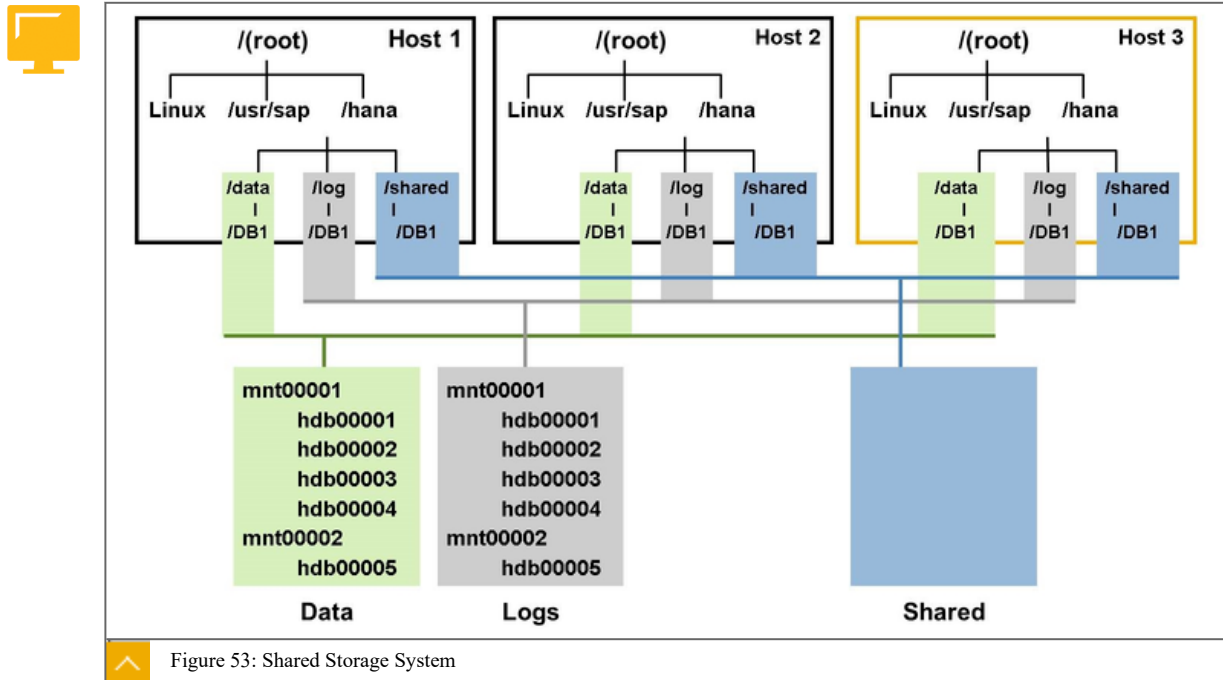 /(root) Host 1
Linux /usr/sap /hana
/data /log /shared
/DB1 /DB1 /DB1
/(root) Host 2
Linux /usr/sap /hana
/data /log /shared
/DB1 /DB1 /DB1
/(root) Host 3
Linux /usr/sap /hana
/data /log /shared
/DB1 /DB1 /DB1
mnt00001
hdb00001
hdb00002
hdb00003
hdb00004
mnt00002
hdb00005
Data
mnt00001
hdb00001
hdb00002
hdb00003
hdb00004
mnt00002
hdb00005
Logs
Shared
Figure 53: Shared Storage System